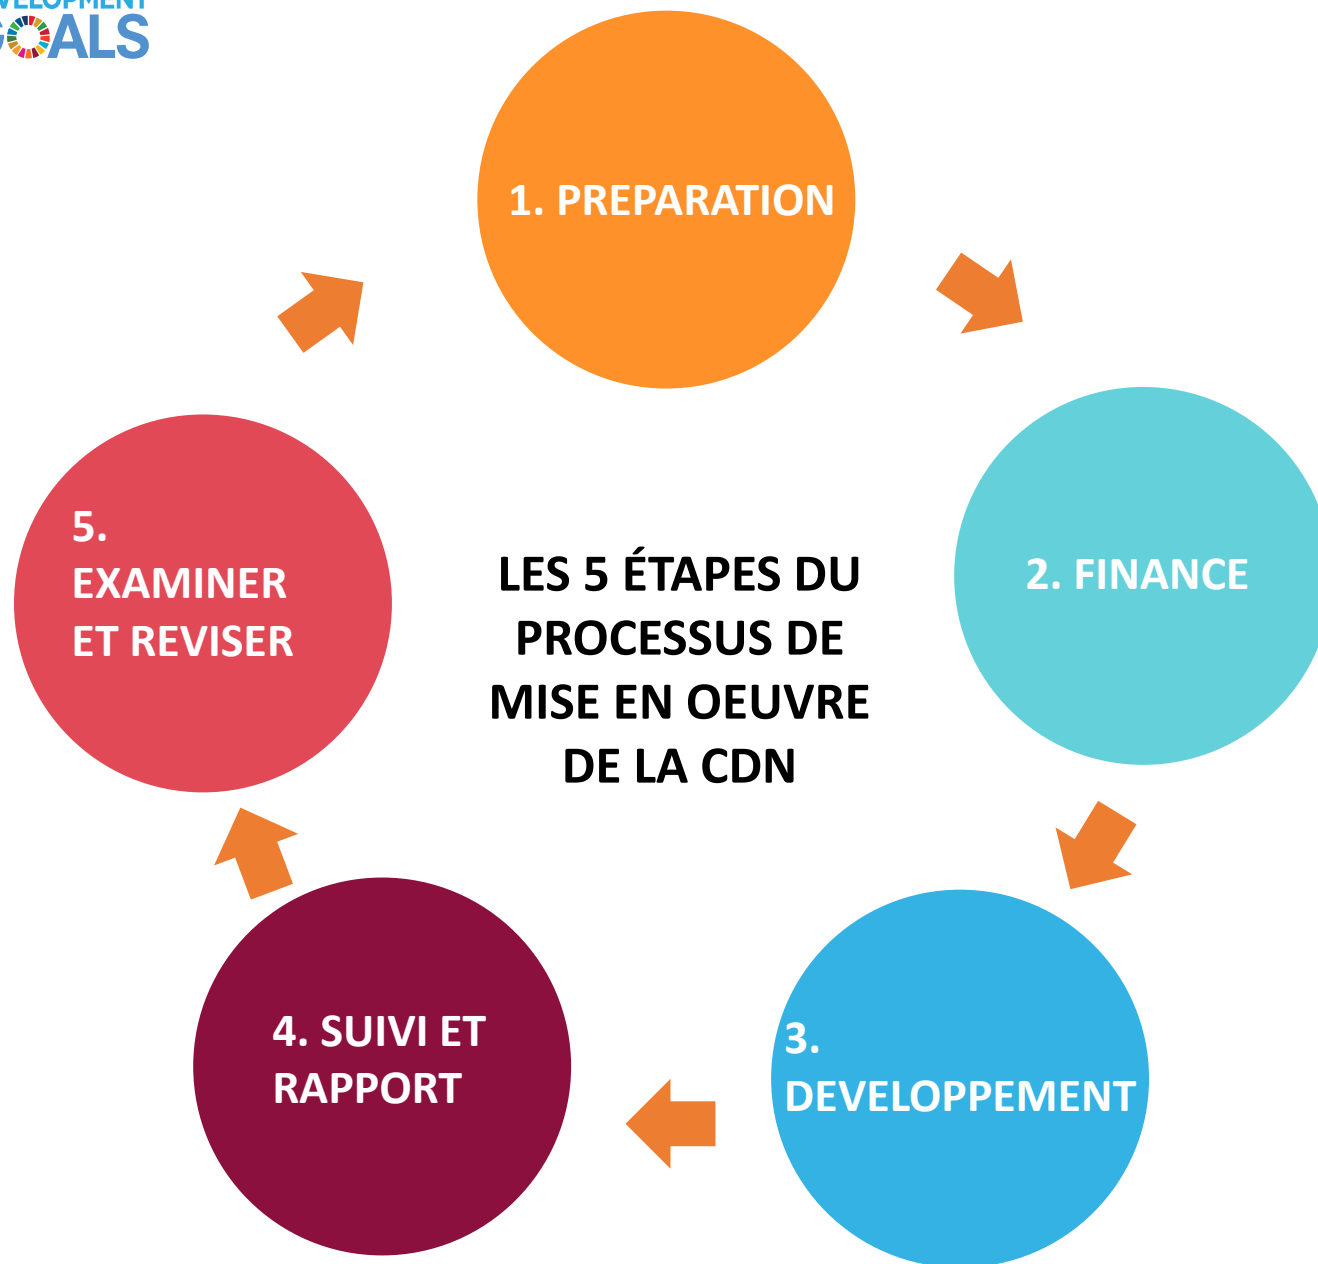 GOALS
1. PREPARATION
2. FINANCE
3.
DEVELOPPEMENT
4. SUIVI ET
RAPPORT
5.
EXAMINER
ET REVISER
LES 5 ÉTAPES DU
PROCESSUS DE
MISE EN OEUVRE
DE LA CDN